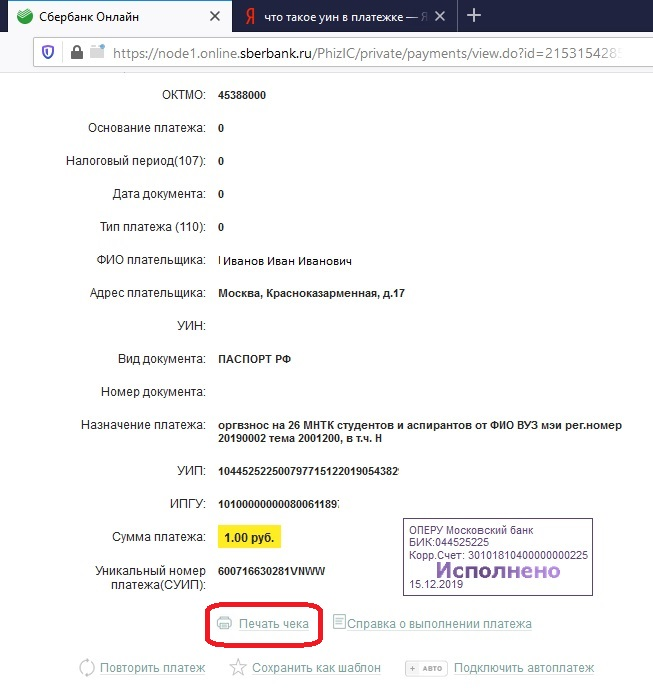 Сбербанк Онлайн
что такое уин в платежке —
https://node1.online.sberbank.ru/PhizIC/private/payments/view.do?id=215315428
ОКТМО: 45388000
Основание платежа: 0
Налоговый период(107): 0
Дата документа: 0
Тип платежа (110): 0
ФИО плательщика: Иванов Иван Иванович
Адрес плательщика: Москва, Красноказарменная, д.17
УИН:
Вид документа: ПАСПОРТ РФ
Номер документа:
Назначение платежа: оргвзнос на 26 МНТК студентов и аспирантов от ФИО ВУЗ мэи рег.номер
20190002 тема 2001200, в т.ч. Н
УИП: 10445252250079771512201905438
ИПГУ: 1010000000008006118
Сумма платежа: 1.00 руб.
Уникальный номер
платежа(СУИП): 600716630281VNWW
ОПЕРУ Московский банк
БИК:044525225
Корр.Счет: 30101810400000000225
Исполнено
15.12.2019
Печать чека
Справка о выполнении платежа
Повторить платеж
Сохранить как шаблон
+ АВТО Подключить автоплатеж